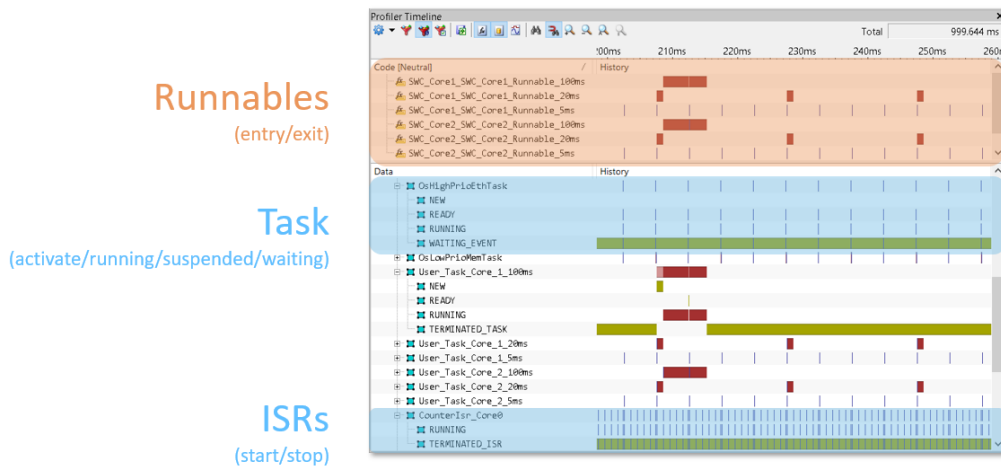 Profiler Timeline
Total 999.644 ms
200ms 210ms 220ms 230ms 240ms 250ms
Code [Neutral] / History
SWC_Core1_SWC_Core1_Runnable_100ms
SWC_Core1_SWC_Core1_Runnable_20ms
SWC_Core1_SWC_Core1_Runnable_5ms
SWC_Core2_SWC_Core2_Runnable_100ms
SWC_Core2_SWC_Core2_Runnable_20ms
SWC_Core2_SWC_Core2_Runnable_5ms
Runnables
(entry/exit)
Data History
OsHighPrioEthTask
NEW
READY
RUNNING
WAITING_EVENT
Task
(activate/running/suspended/waiting)
OsLowPrioMemTask
User_Task_Core_1_100ms
NEW
READY
RUNNING
TERMINATED_TASK
User_Task_Core_1_20ms
User_Task_Core_1_5ms
User_Task_Core_2_100ms
User_Task_Core_2_20ms
User_Task_Core_2_5ms
CounterIsr_Core0
RUNNING
TERMINATED_ISR
ISRs
(start/stop)